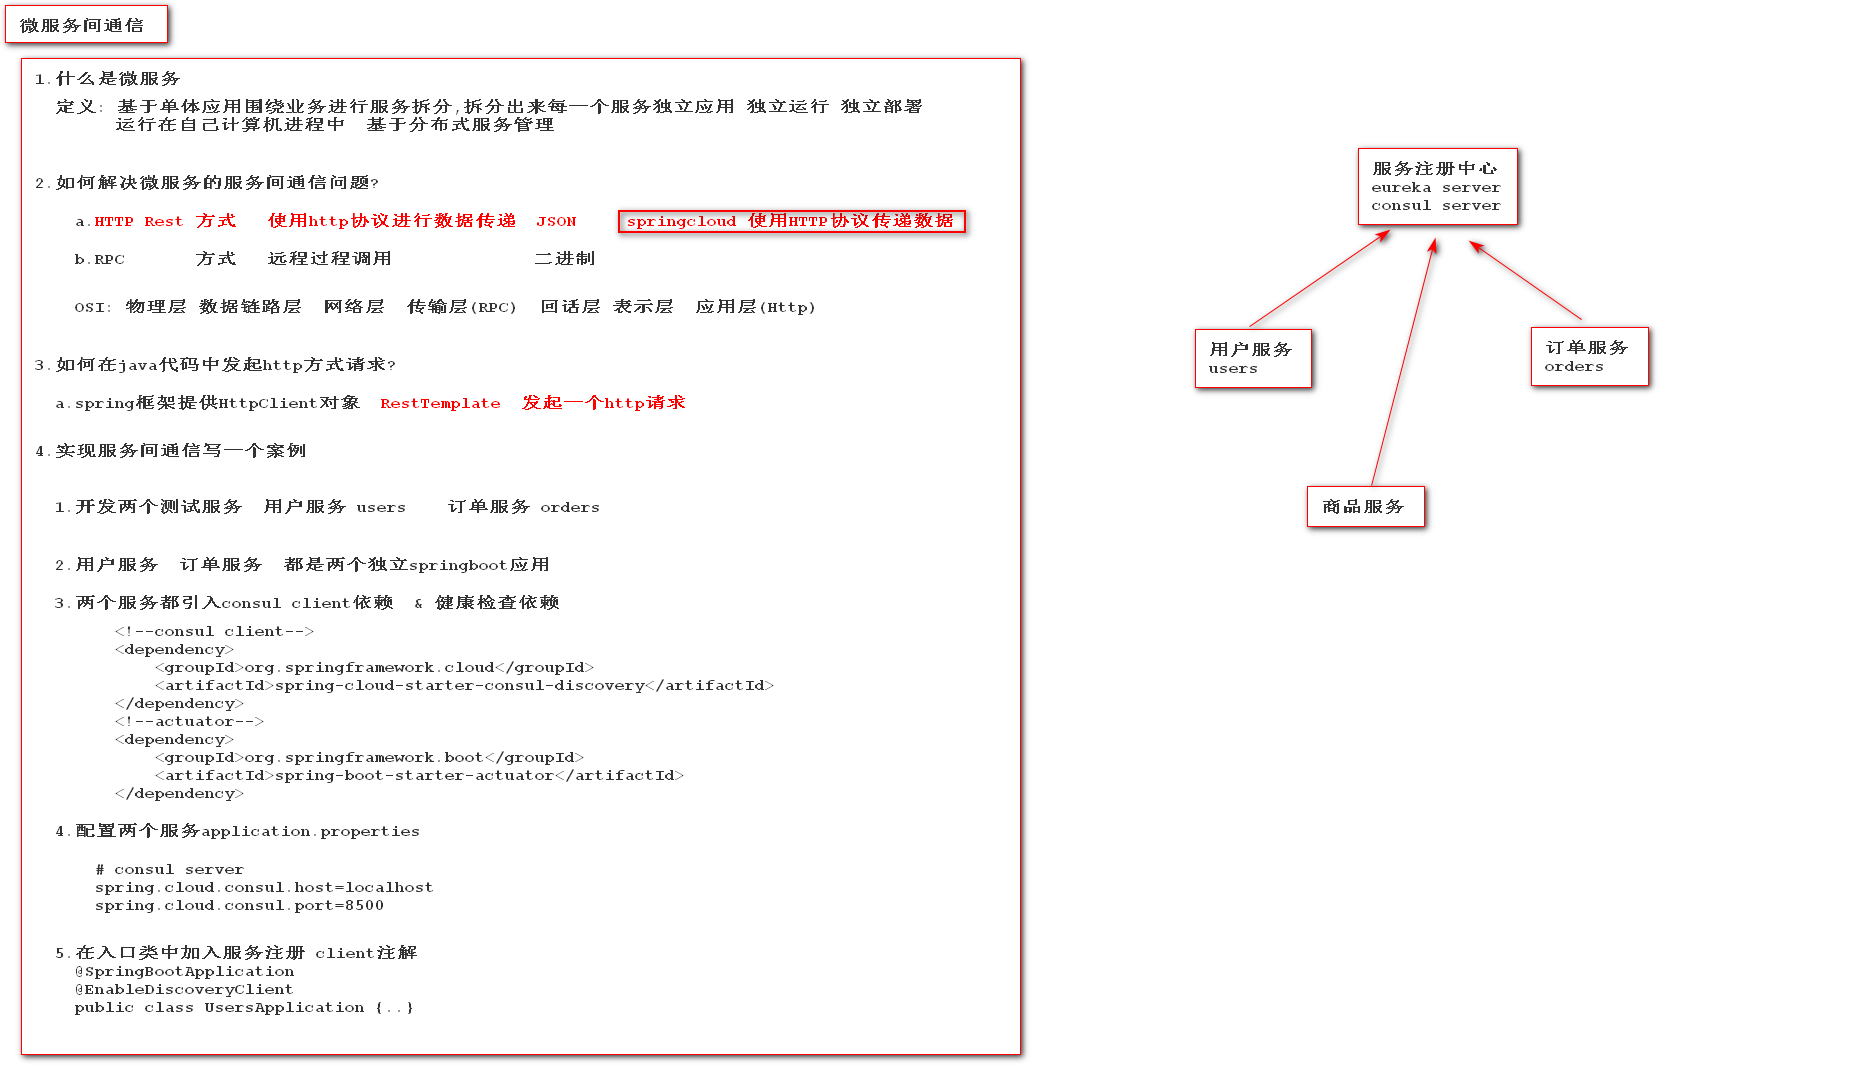 微服务间通信
1.什么是微服务
定义: 基于单体应用围绕业务进行服务拆分,拆分出来每一个服务独立应用 独立运行 独立部署
运行在自己计算机进程中 基于分布式服务管理
2.如何解决微服务的服务间通信问题?
a.HTTP Rest 方式 使用http协议进行数据传递 JSON springcloud 使用HTTP协议传递数据
b.RPC 方式 远程过程调用 二进制
OSI: 物理层 数据链路层 网络层 传输层(RPC) 回话层 表示层 应用层(Http)
3.如何在java代码中发起http方式请求?
a.spring框架提供HttpClient对象 RestTemplate 发起一个http请求
4.实现服务间通信写一个案例
1.开发两个测试服务 用户服务 users 订单服务 orders
2.用户服务 订单服务 都是两个独立springboot应用
3.两个服务都引入consul client依赖 & 健康检查依赖
<!--consul client-->
<dependency>
<groupId>org.springframework.cloud</groupId>
<artifactId>spring-cloud-starter-consul-discovery</artifactId>
</dependency>
<!--actuator-->
<dependency>
<groupId>org.springframework.boot</groupId>
<artifactId>spring-boot-starter-actuator</artifactId>
</dependency>
4.配置两个服务application.properties
# consul server
spring.cloud.consul.host=localhost
spring.cloud.consul.port=8500
5.在入口类中加入服务注册 client注解
@SpringBootApplication
@EnableDiscoveryClient
public class UsersApplication {..}
服务注册中心
eureka server
consul server
用户服务
users
订单服务
orders
商品服务